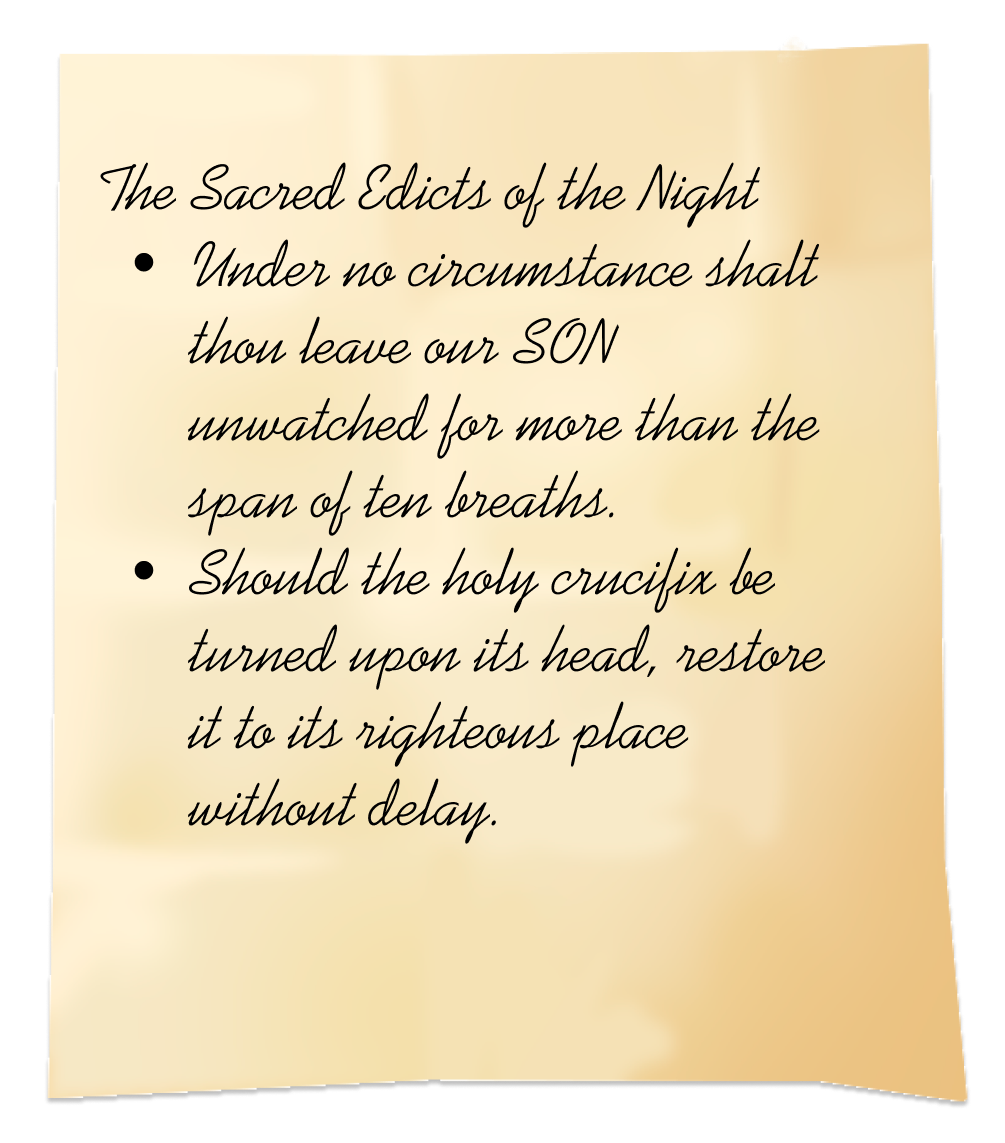 The Sacred Edicts of the Night
• Under no circumstance shalt
thou leave our SON
unwatched for more than the
span of ten breaths.
• Should the holy crucifix be
turned upon its head, restore
it to its righteous place
without delay.